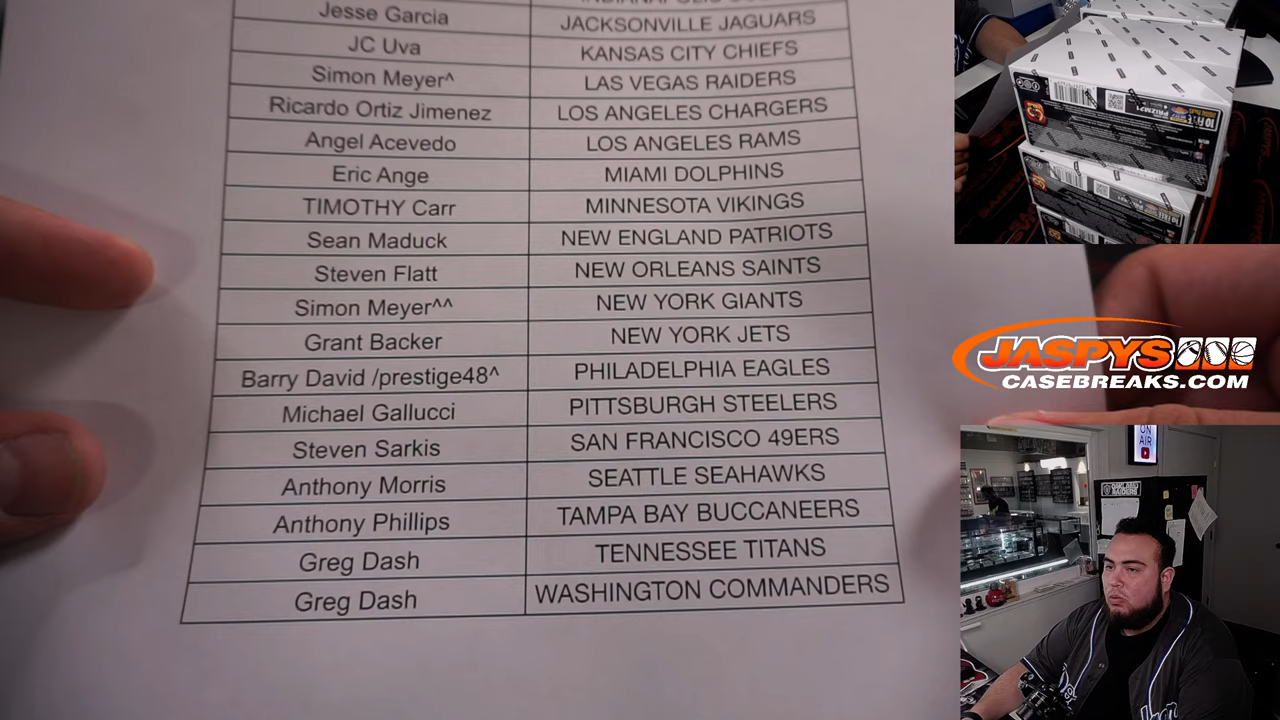 Jesse Garcia JACKSONVILLE JAGUARS
JC Uva KANSAS CITY CHIEFS
Simon Meyer^ LAS VEGAS RAIDERS
Ricardo Ortiz Jimenez LOS ANGELES CHARGERS
Angel Acevedo LOS ANGELES RAMS
Eric Ange MIAMI DOLPHINS
TIMOTHY Carr MINNESOTA VIKINGS
Sean Maduck NEW ENGLAND PATRIOTS
Steven Flatt NEW ORLEANS SAINTS
Simon Meyer^^ NEW YORK GIANTS
Grant Backer NEW YORK JETS
Barry David /prestige48^ PHILADELPHIA EAGLES
Michael Gallucci PITTSBURGH STEELERS
Steven Sarkis SAN FRANCISCO 49ERS
Anthony Morris SEATTLE SEAHAWKS
Anthony Phillips TAMPA BAY BUCCANEERS
Greg Dash TENNESSEE TITANS
Greg Dash WASHINGTON COMMANDERS
JASPYS
CASEBREAKS.COM
ON
AIR